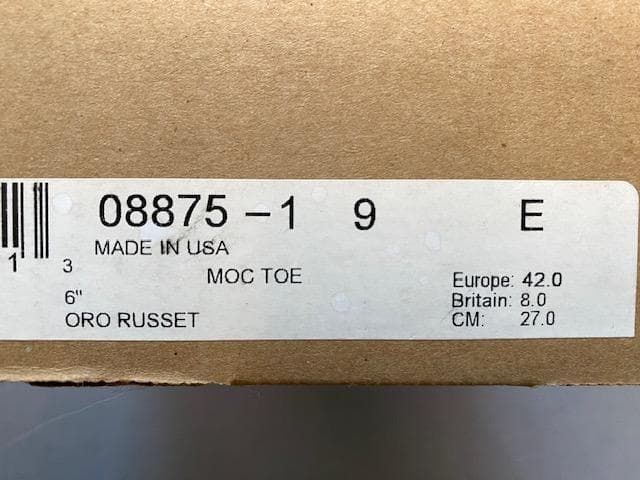 08875-1 9 E
MADE IN USA
1 3
MOC TOE
6"
ORO RUSSET
Europe: 42.0
Britain: 8.0
CM: 27.0